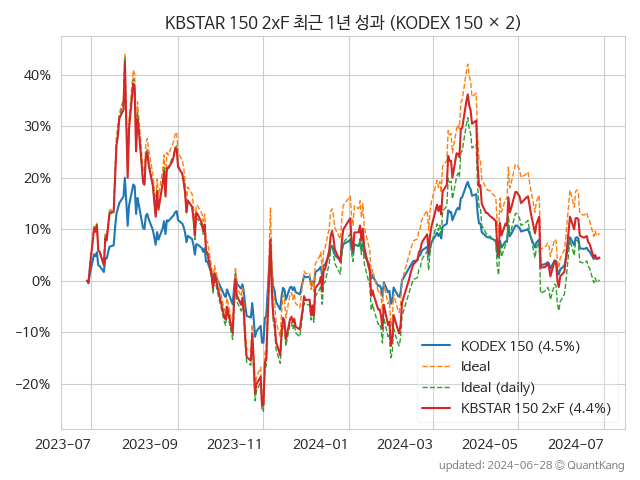 KBSTAR 150 2xF 최근 1년 성과 (KODEX 150 × 2)
40%
30%
20%
10%
0%
−10%
−20%
KODEX 150 (4.5%)
Ideal
Ideal (daily)
KBSTAR 150 2xF (4.4%)
2023-07
2023-09
2023-11
2024-01
2024-03
2024-05
2024-07
updated: 2024-06-28 ⓒ QuantKang